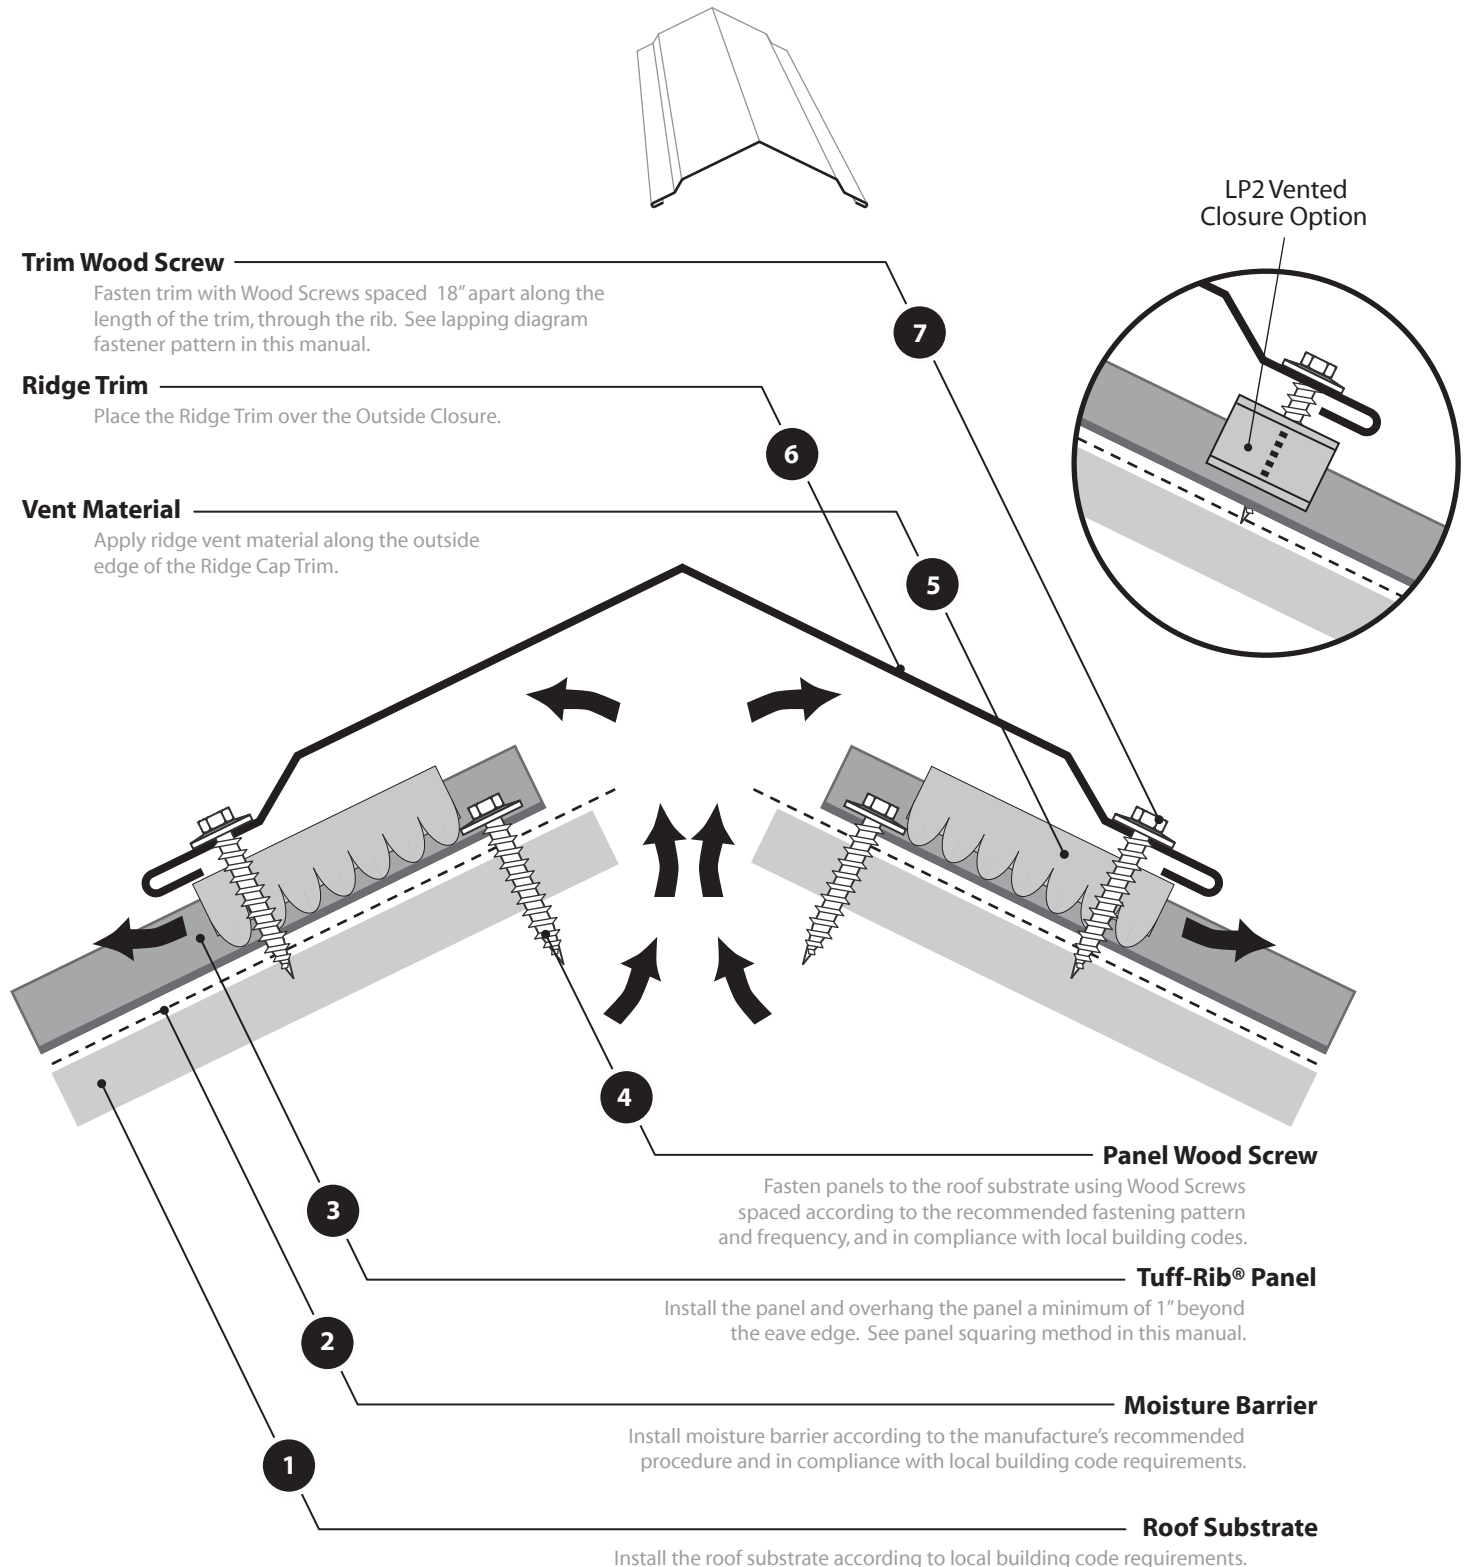 LP2 Vented
Closure Option
Trim Wood Screw
Fasten trim with Wood Screws spaced 18" apart along the
length of the trim, through the rib. See lapping diagram
fastener pattern in this manual.
7
Ridge Trim
Place the Ridge Trim over the Outside Closure.
6
Vent Material
Apply ridge vent material along the outside
edge of the Ridge Cap Trim.
5
4
Panel Wood Screw
Fasten panels to the roof substrate using Wood Screws
spaced according to the recommended fastening pattern
and frequency, and in compliance with local building codes.
3
Tuff-Rib® Panel
Install the panel and overhang the panel a minimum of 1" beyond
the eave edge. See panel squaring method in this manual.
2
Moisture Barrier
Install moisture barrier according to the manufacture's recommended
procedure and in compliance with local building code requirements.
1
Roof Substrate
Install the roof substrate according to local building code requirements.